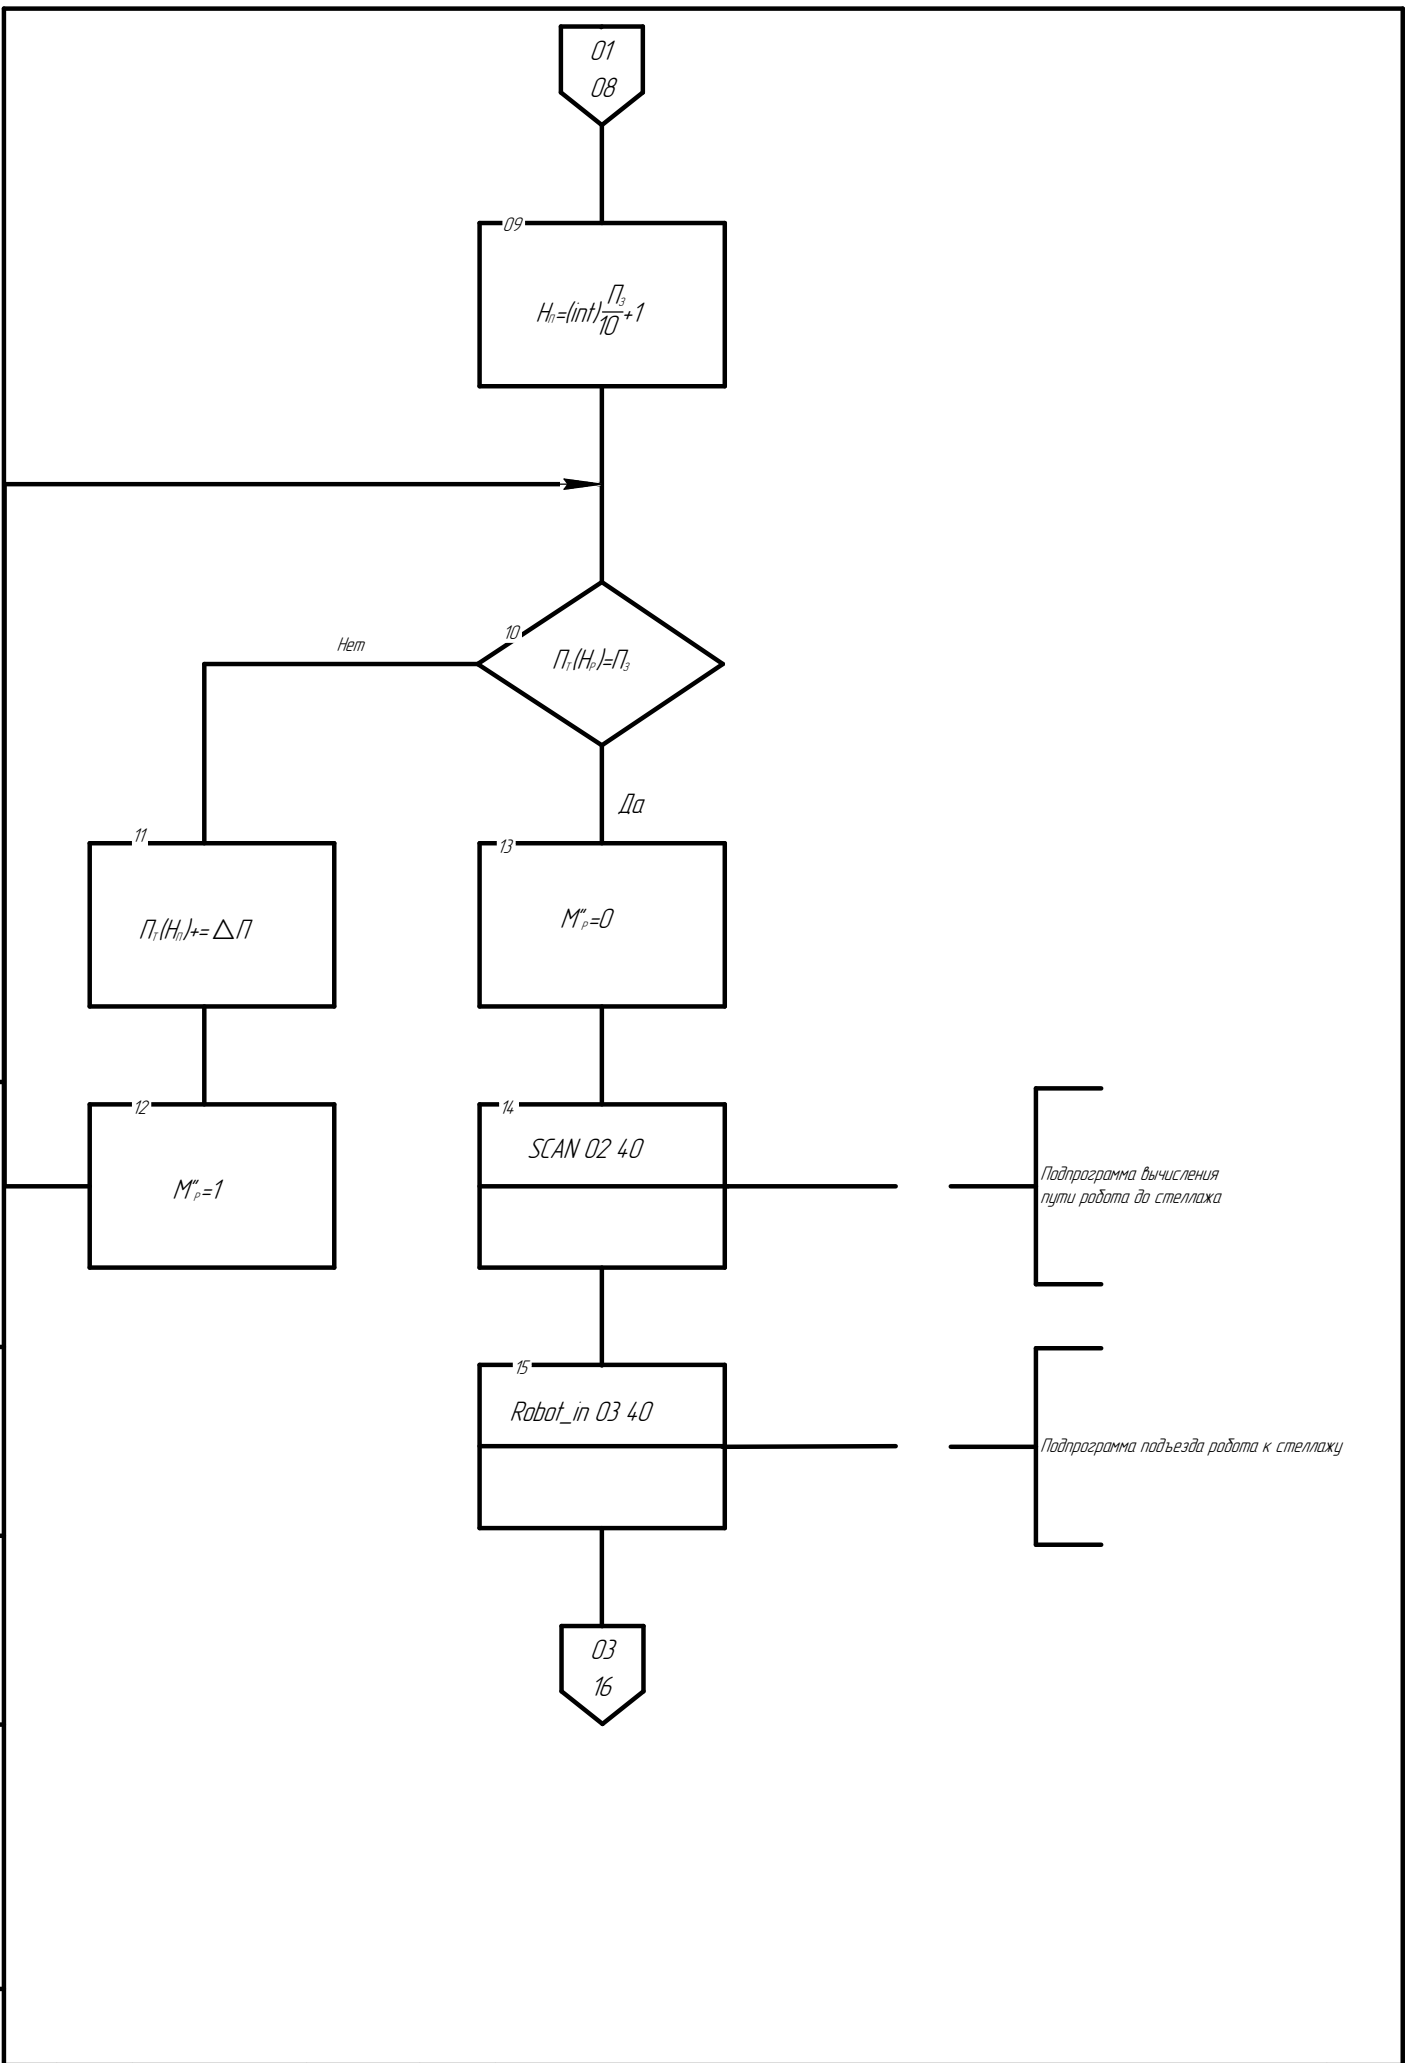 01
08
09
Нп=(int)Пз/10+1
10
Нет
Пт(Нр)=Пз
Да
11
Пт(Нп)+=△П
13
М"р=0
12
М"р=1
14
SCAN 02 40
Подпрограмма вычисления
пути робота до стеллажа
15
Robot_in 03 40
Подпрограмма подъезда робота к стеллажу
03
16